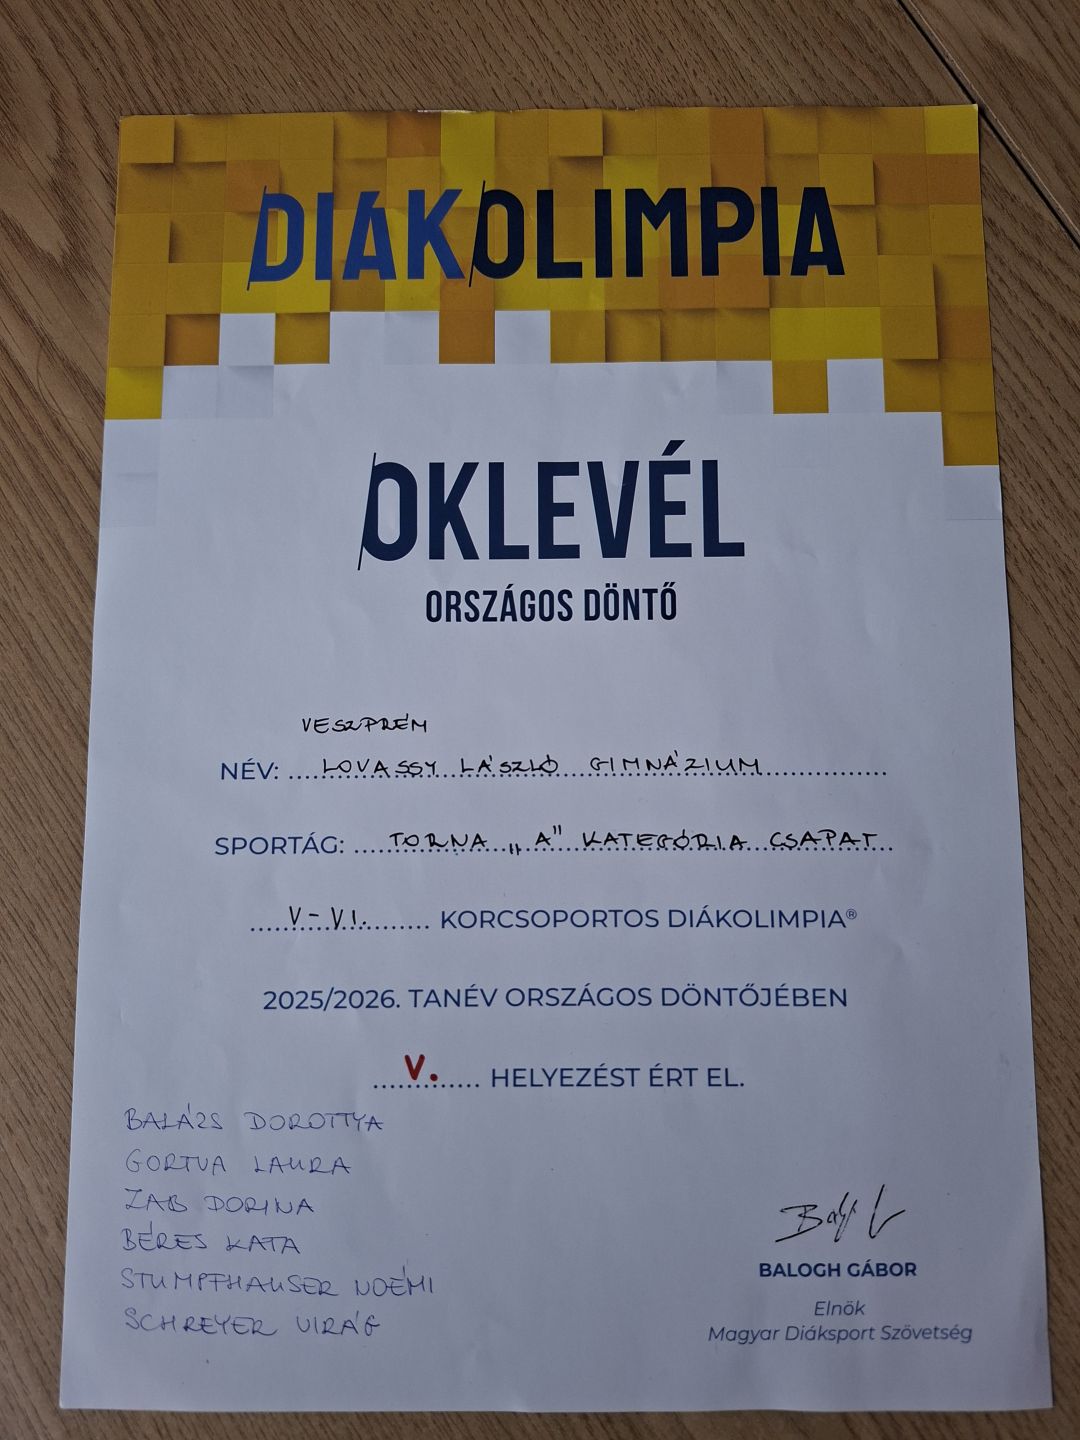 DIÁKOLIMPIA
OKLEVÉL
ORSZÁGOS DÖNTŐ
VESZPRÉM
NÉV: LOVASSY LÁSZLÓ GIMNÁZIUM
SPORTÁG: TORNA „A" KATEGÓRIA CSAPAT
V-VI. KORCSOPORTOS DIÁKOLIMPIA®
2025/2026. TANÉV ORSZÁGOS DÖNTŐJÉBEN
V. HELYEZÉST ÉRT EL.
BALÁZS DOROTTYA
GORTVA LAURA
ZAB DORINA
BÉRES KATA
STUMPFHAUSER NOÉMI
SCHREYER VIRÁG
BALOGH GÁBOR
Elnök
Magyar Diáksport Szövetség